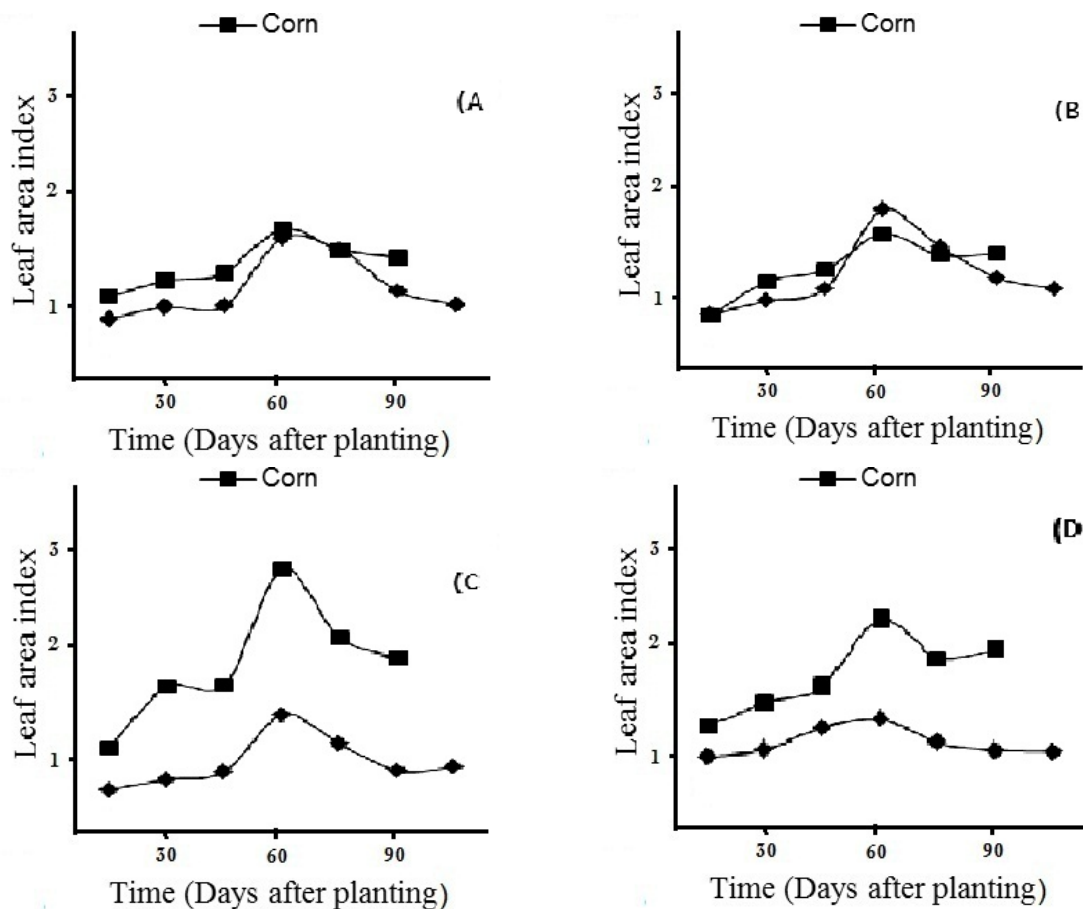 Corn
3
(A
2
1
Leaf area index
30 60 90
Time (Days after planting)
Corn
3
(B
2
1
Leaf area index
30 60 90
Time (Days after planting)
Corn
3
(C
2
1
Leaf area index
30 60 90
Time (Days after planting)
Corn
3
(D
2
1
Leaf area index
30 60 90
Time (Days after planting)